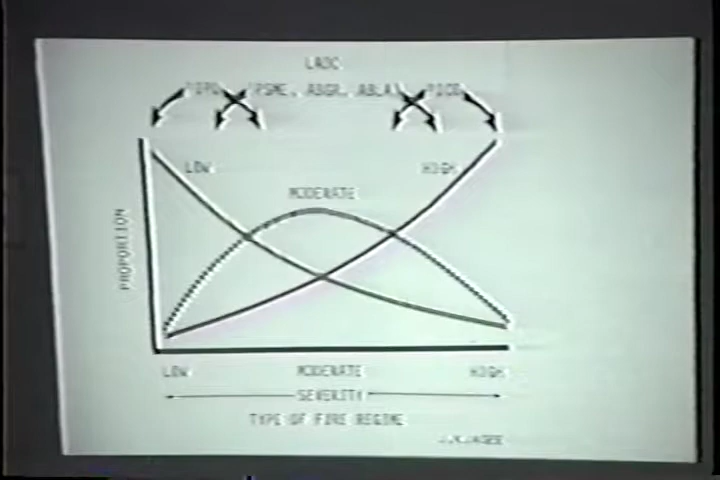 LAOC
PIPO (PSME, ABGR, ABLA) PICO
LOW HIGH
MODERATE
PROPORTION
LOW MODERATE HIGH
SEVERITY
TYPE OF FIRE REGIME
J.K.AGEE